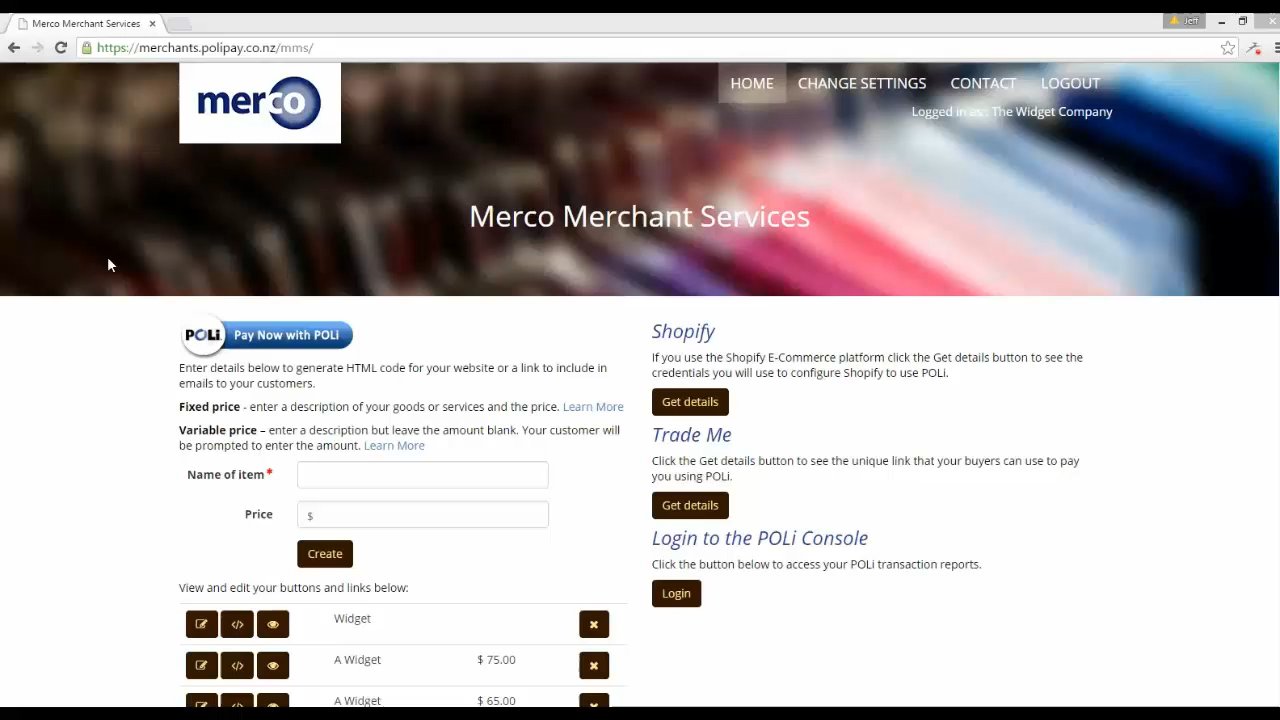 Merco Merchant Services
Jeff
https://merchants.polipay.co.nz/mms/
merco
HOME CHANGE SETTINGS CONTACT LOGOUT
Logged in as: The Widget Company
Merco Merchant Services
POLi Pay Now with POLi
Enter details below to generate HTML code for your website or a link to include in
emails to your customers.
Fixed price - enter a description of your goods or services and the price. Learn More
Variable price – enter a description but leave the amount blank. Your customer will
be prompted to enter the amount. Learn More
Name of item*
Price $
Create
View and edit your buttons and links below:
Widget
A Widget $ 75.00
A Widget $ 65.00
Shopify
If you use the Shopify E-Commerce platform click the Get details button to see the
credentials you will use to configure Shopify to use POLi.
Get details
Trade Me
Click the Get details button to see the unique link that your buyers can use to pay
you using POLi.
Get details
Login to the POLi Console
Click the button below to access your POLi transaction reports.
Login